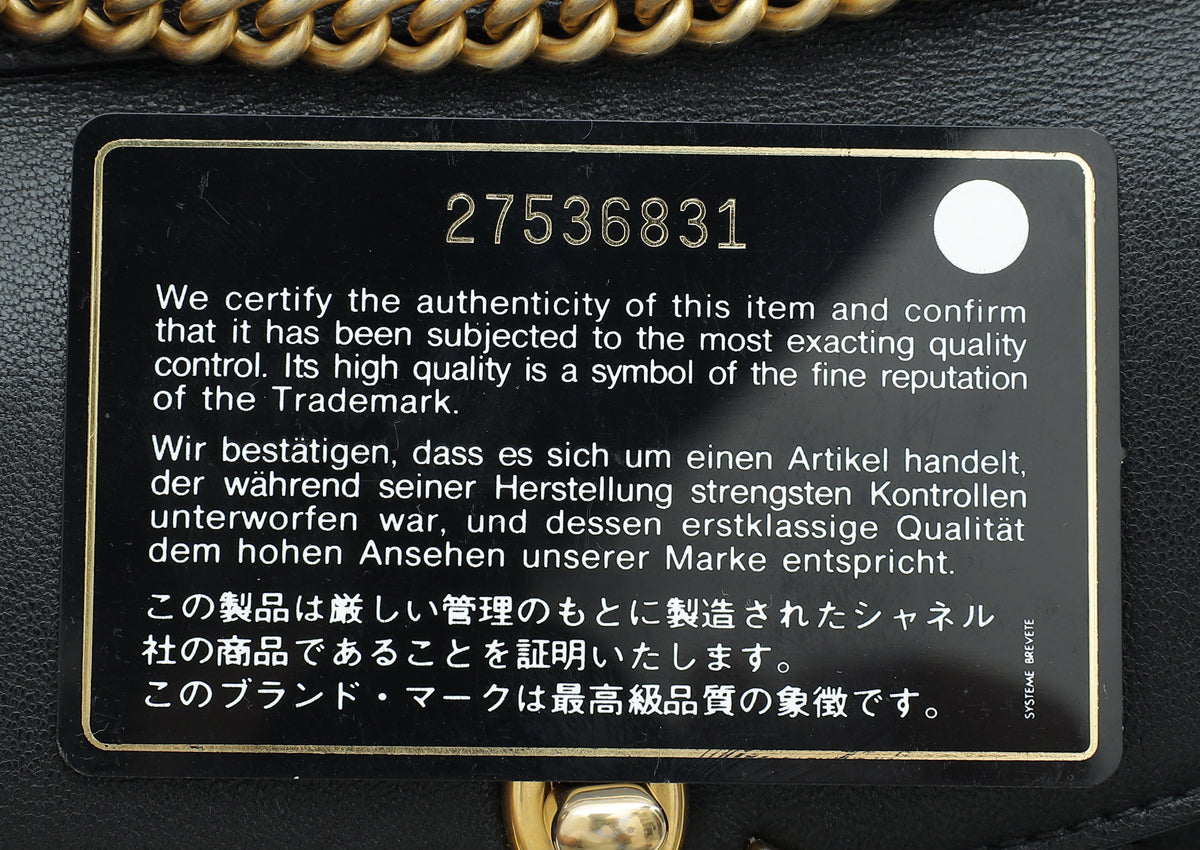 27536831
We certify the authenticity of this item and confirm
that it has been subjected to the most exacting quality
control. Its high quality is a symbol of the fine reputation
of the Trademark.
Wir bestätigen, dass es sich um einen Artikel handelt,
der während seiner Herstellung strengsten Kontrollen
unterworfen war, und dessen erstklassige Qualität
dem hohen Ansehen unserer Marke entspricht.
この製品は厳しい管理のもとに製造されたシャネル
社の商品であることを証明いたします。
このブランド・マークは最高級品質の象徴です。
SYSTEME BREVETE